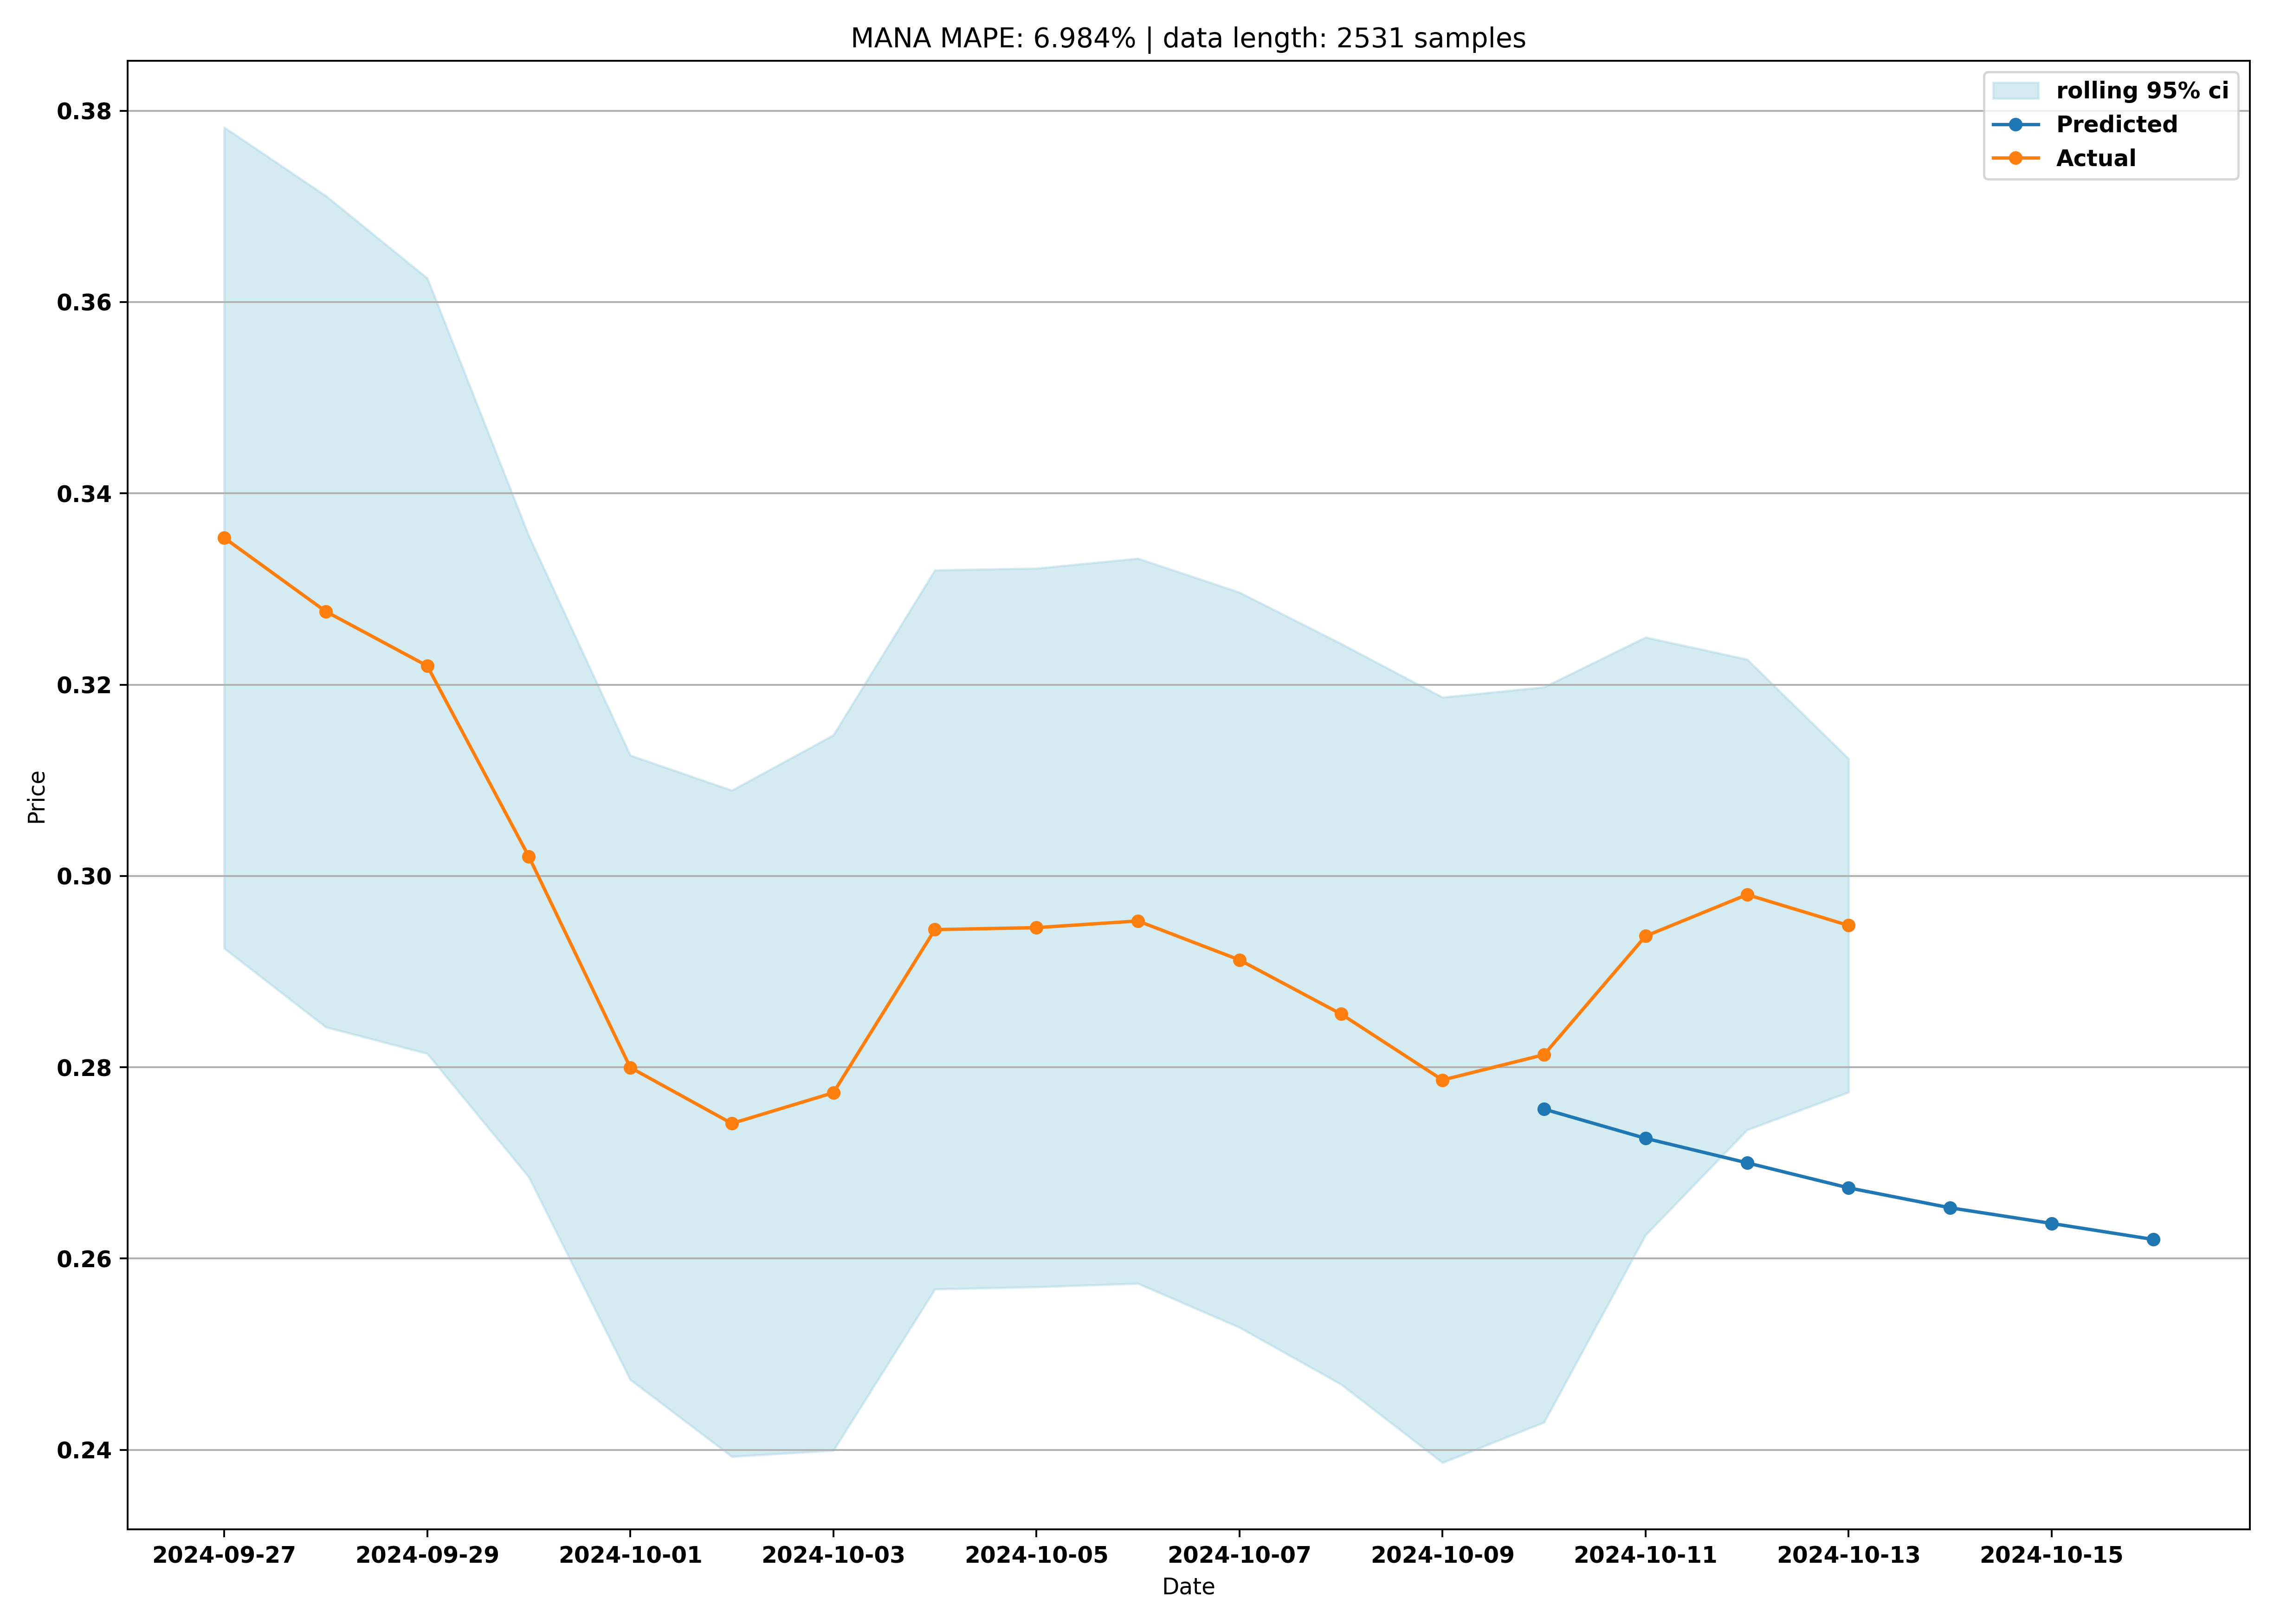 MANA MAPE: 6.984% | data length: 2531 samples
rolling 95% ci
Predicted
Actual
0.38
0.36
0.34
0.32
0.30
0.28
0.26
0.24
Price
2024-09-27 2024-09-29 2024-10-01 2024-10-03 2024-10-05 2024-10-07 2024-10-09 2024-10-11 2024-10-13 2024-10-15
Date